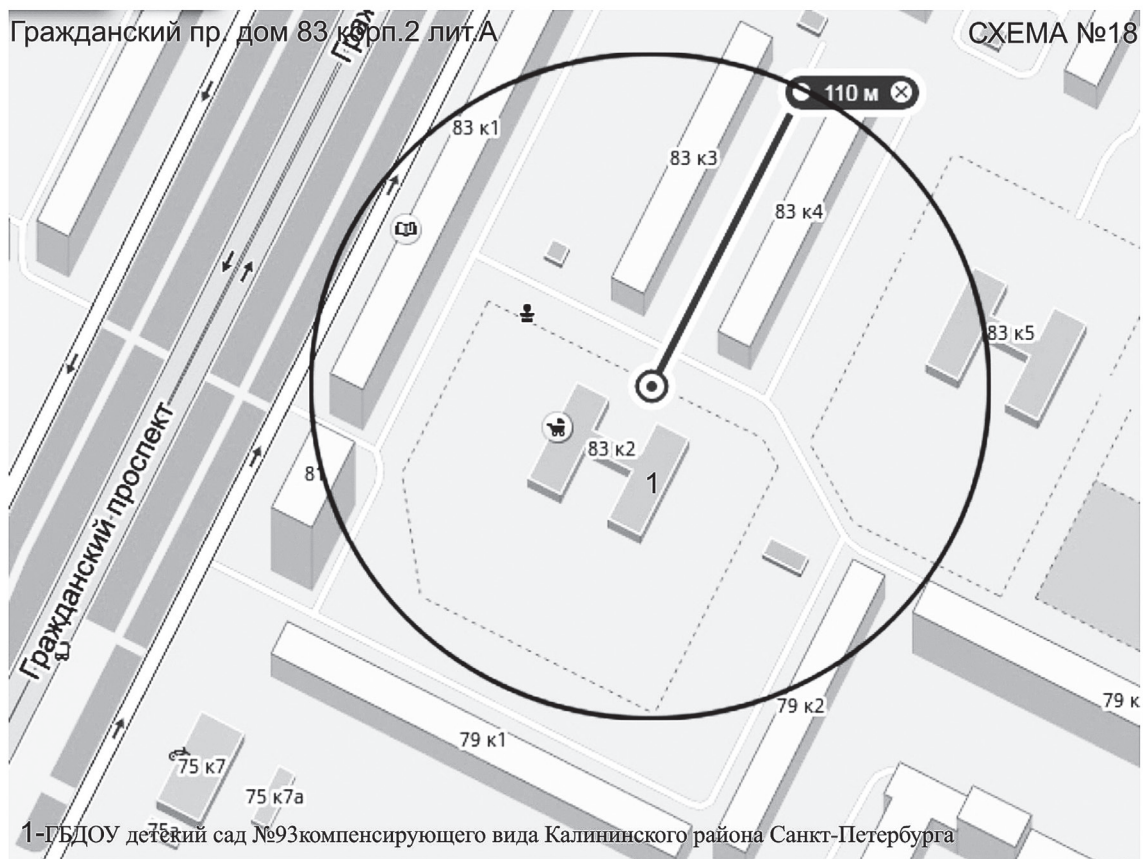 Гражданский пр. дом 83 корп.2 лит.А
СХЕМА №18
110 м
83 к1
83 к3
83 к4
83 к5
83 к2
1
81
Гражданский проспект
79 к2
79 к
79 к1
75 к7
75 к7а
1-ГБДОУ детский сад №93компенсирующего вида Калининского района Санкт-Петербурга